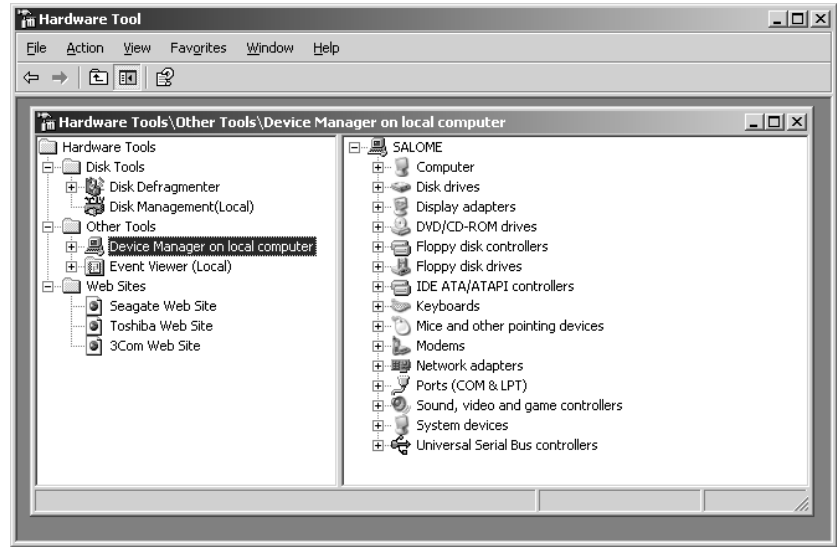 Hardware Tool
File Action View Favorites Window Help
Hardware Tools\Other Tools\Device Manager on local computer
Hardware Tools
Disk Tools
Disk Defragmenter
Disk Management(Local)
Other Tools
Device Manager on local computer
Event Viewer (Local)
Web Sites
Seagate Web Site
Toshiba Web Site
3Com Web Site
SALOME
Computer
Disk drives
Display adapters
DVD/CD-ROM drives
Floppy disk controllers
Floppy disk drives
IDE ATA/ATAPI controllers
Keyboards
Mice and other pointing devices
Modems
Network adapters
Ports (COM & LPT)
Sound, video and game controllers
System devices
Universal Serial Bus controllers